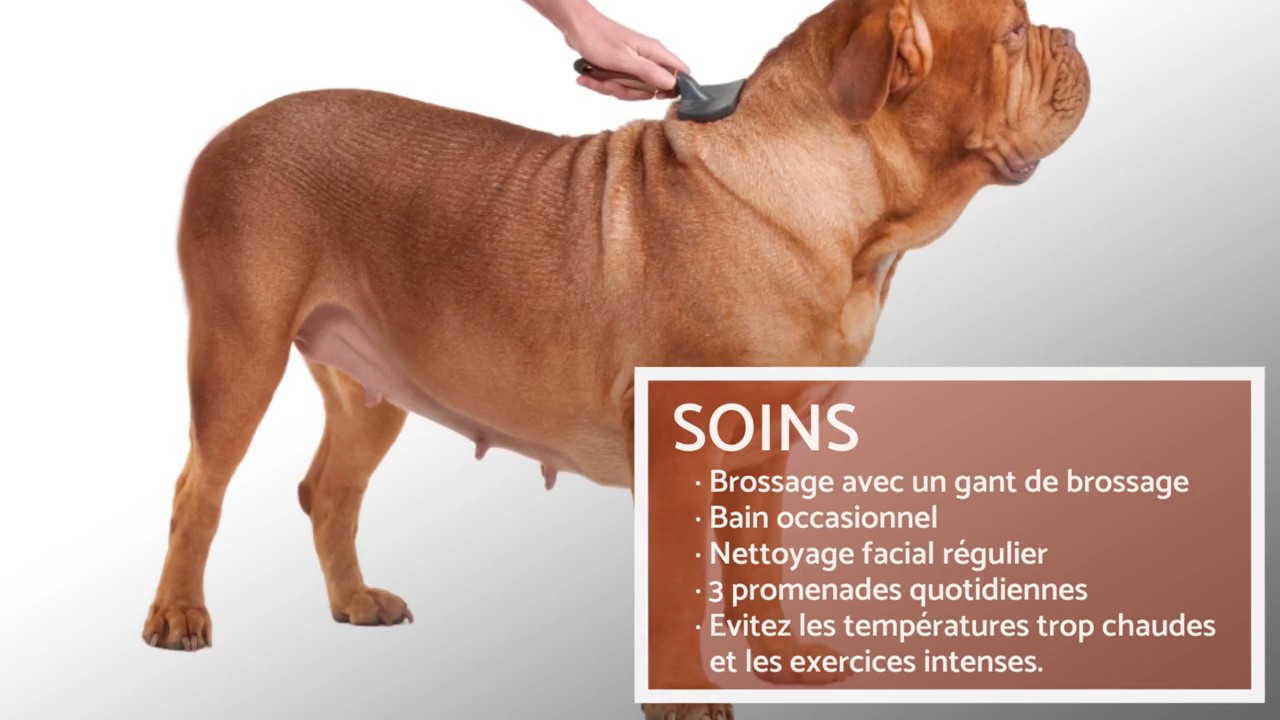 SOINS
· Brossage avec un gant de brossage
· Bain occasionnel
· Nettoyage facial régulier
· 3 promenades quotidiennes
· Evitez les températures trop chaudes
et les exercices intenses.